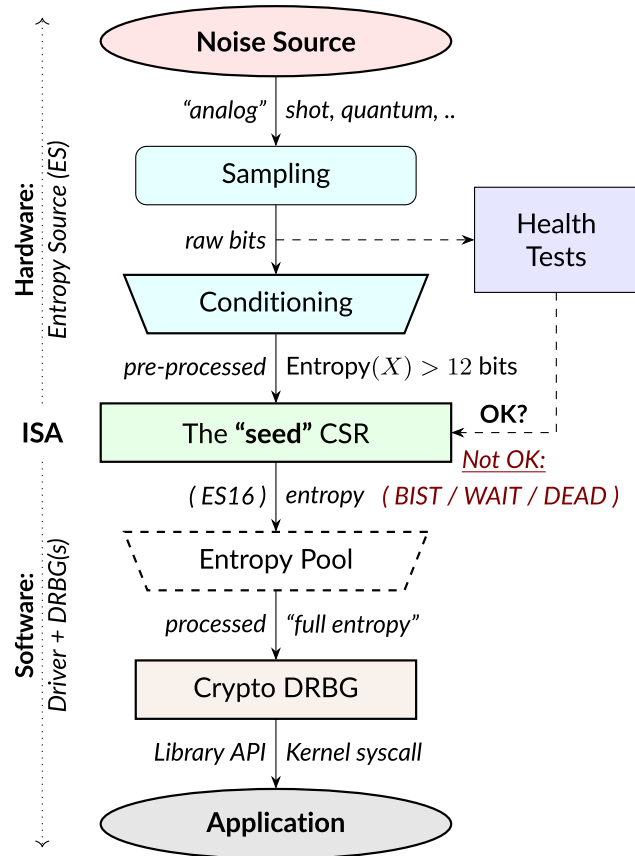 Noise Source
“analog” shot, quantum, ..
Sampling
raw bits
Health
Tests
Conditioning
pre-processed Entropy(X) > 12 bits
Hardware:
Entropy Source (ES)
ISA
The “seed” CSR
OK?
Not OK:
( ES16 ) entropy ( BIST / WAIT / DEAD )
Entropy Pool
processed “full entropy”
Software:
Driver + DRBG(s)
Crypto DRBG
Library API Kernel syscall
Application